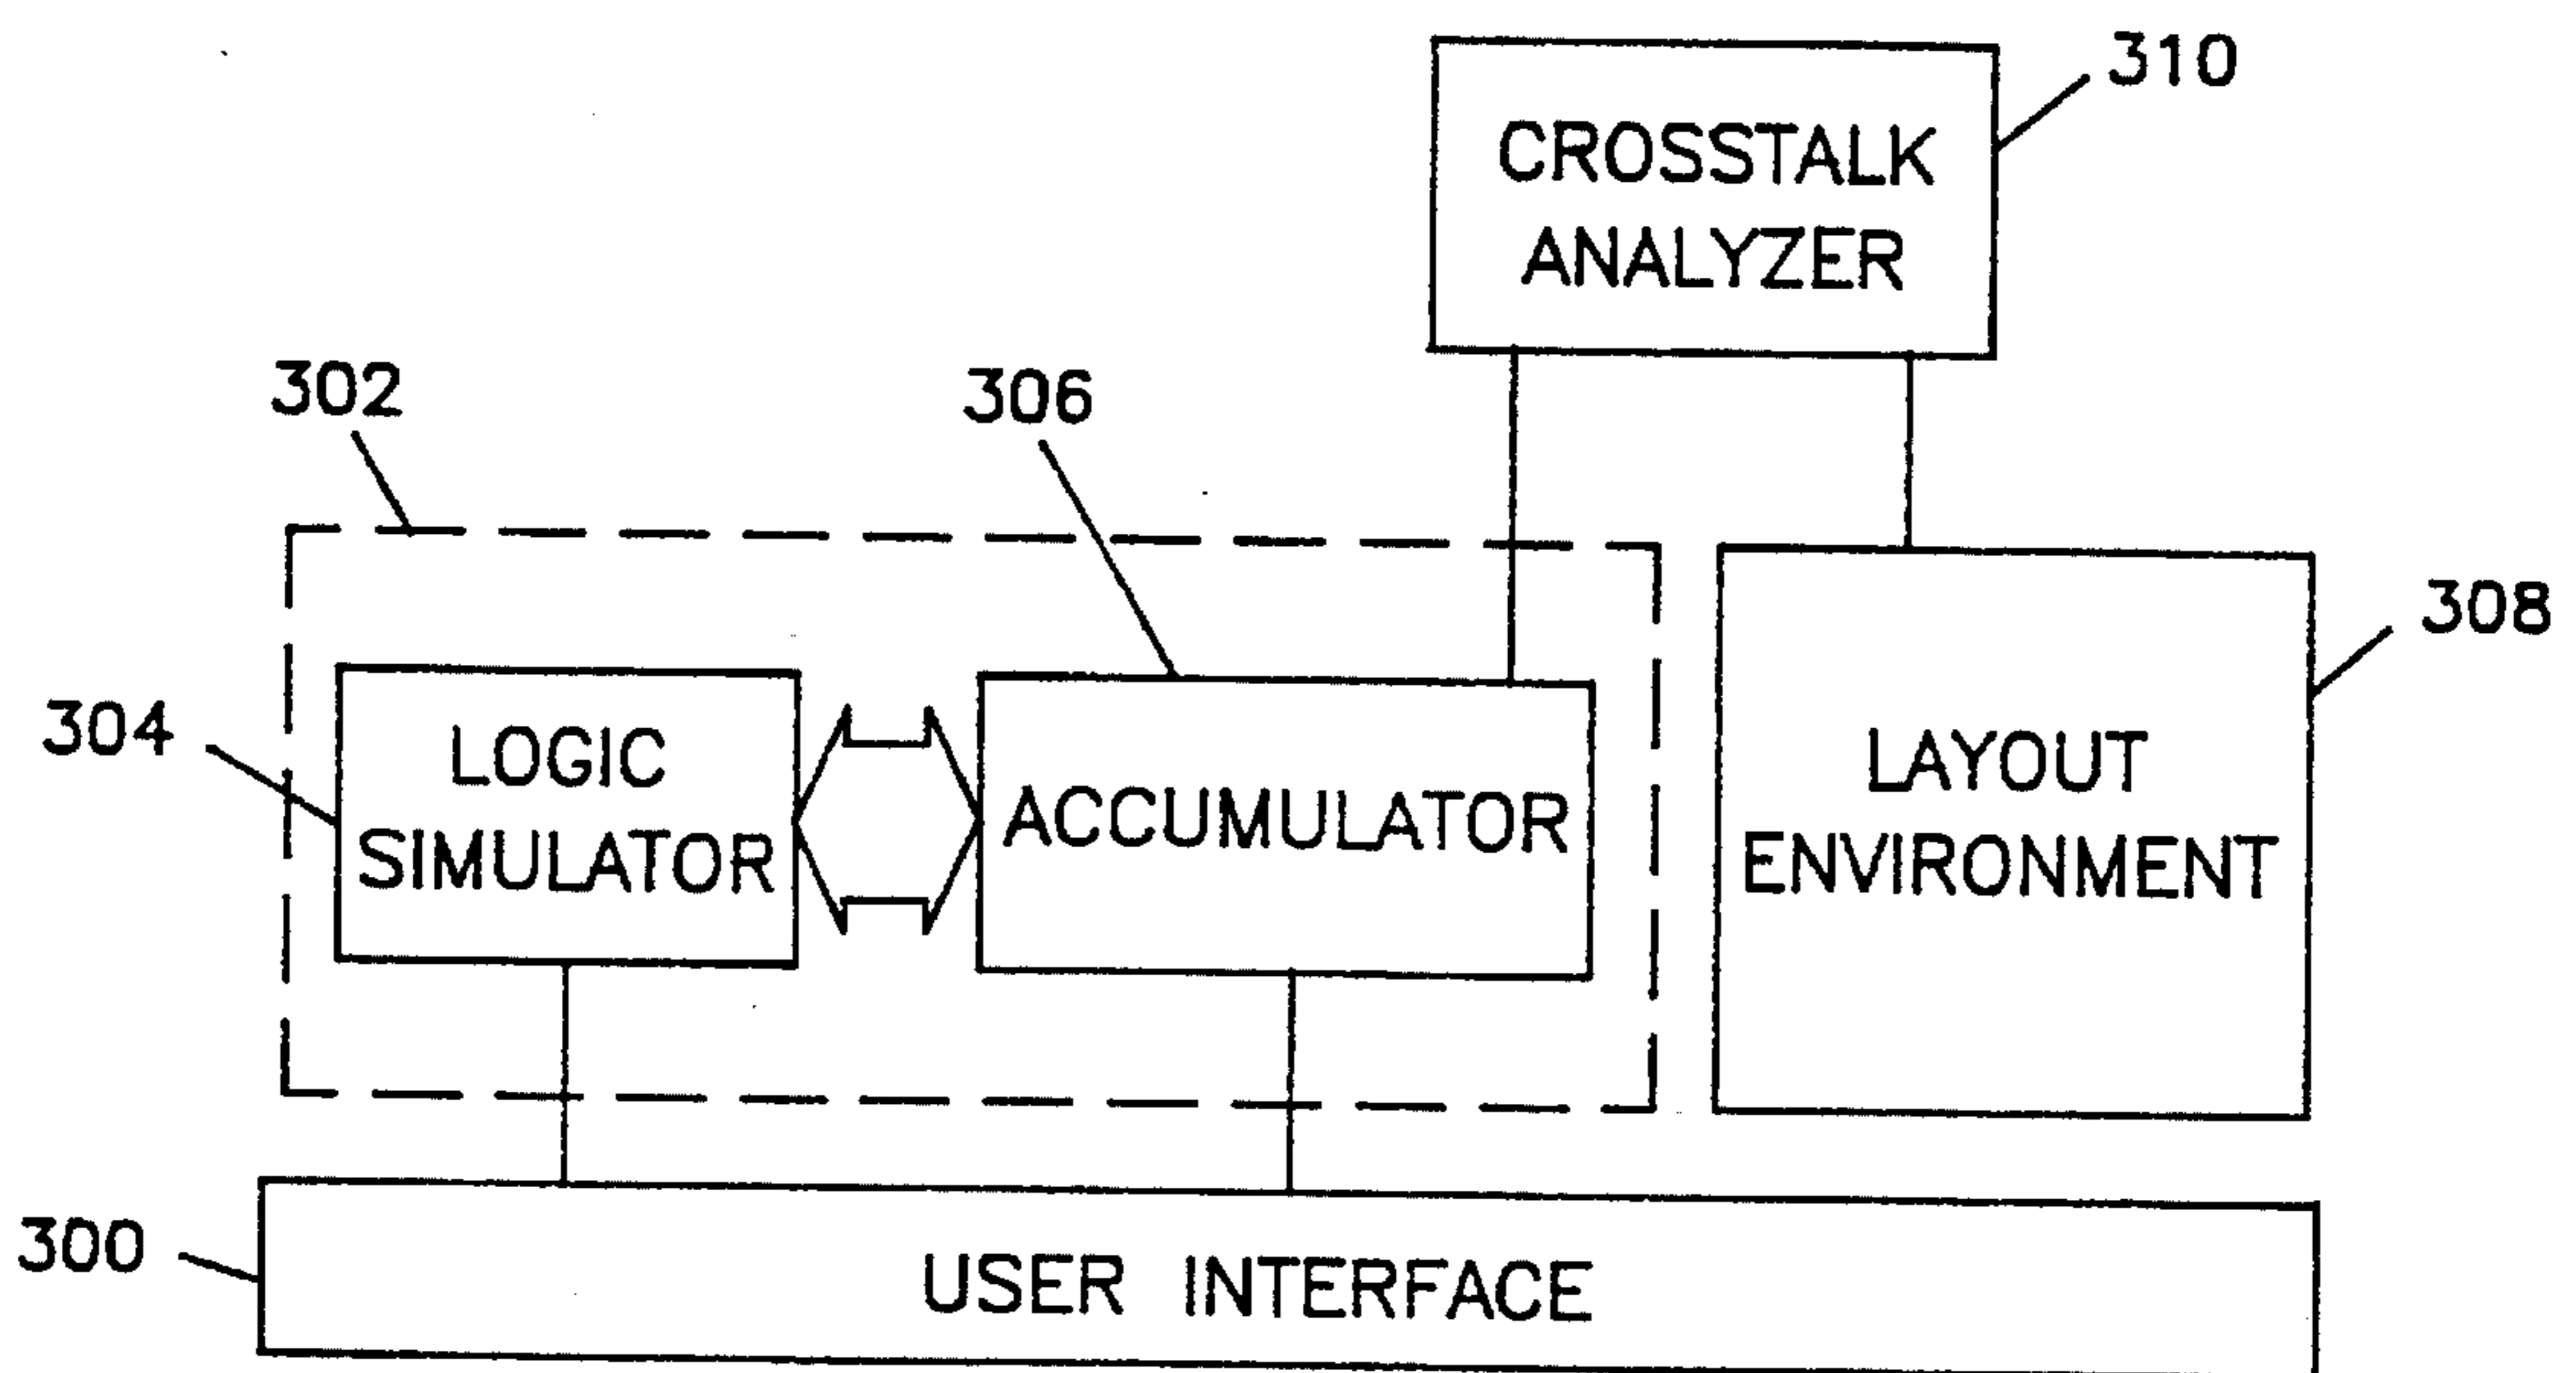 310
CROSSTALK
ANALYZER
302
306
308
304
LOGIC
SIMULATOR
ACCUMULATOR
LAYOUT
ENVIRONMENT
300
USER INTERFACE